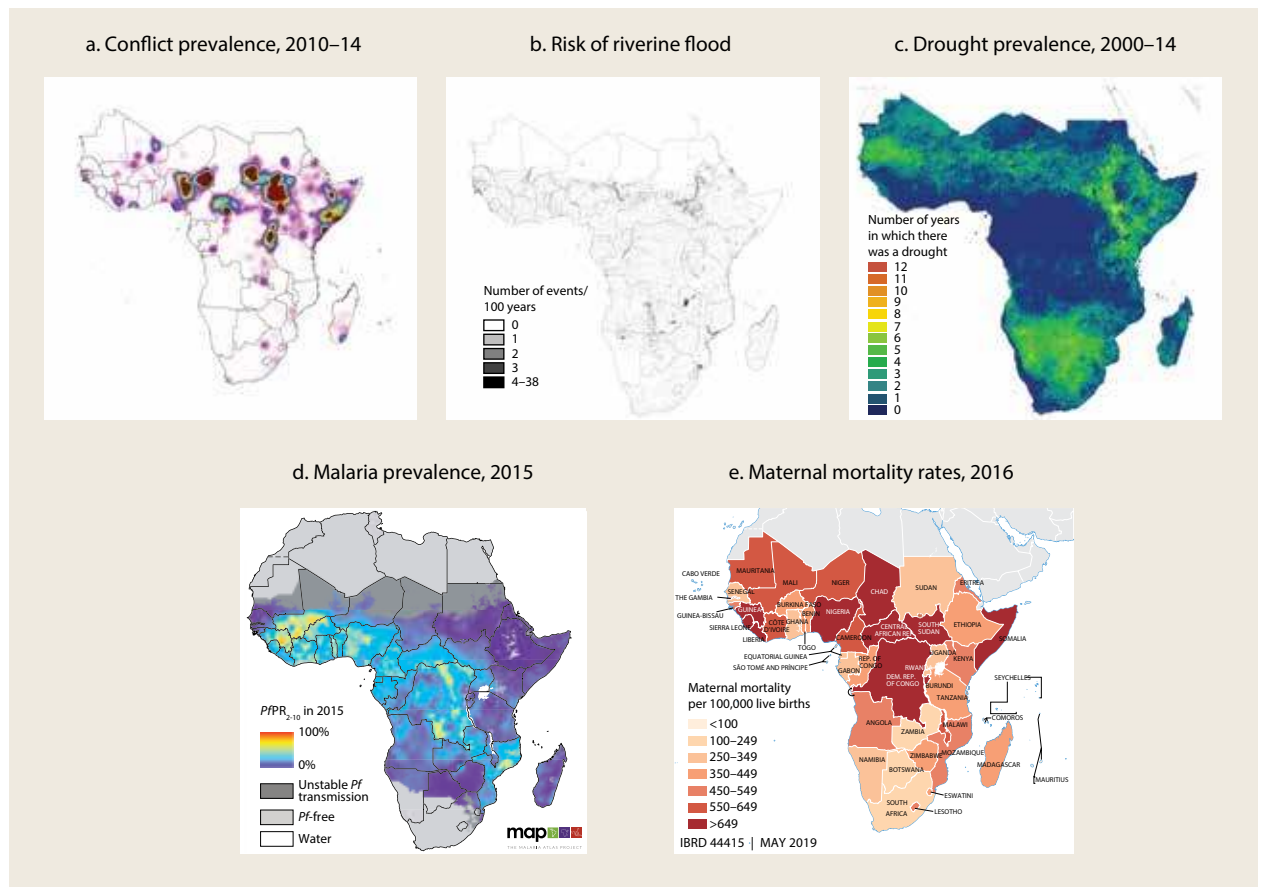 a. Conflict prevalence, 2010–14
b. Risk of riverine flood
Number of events/
100 years
0
1
2
3
4–38
c. Drought prevalence, 2000–14
Number of years
in which there
was a drought
12
11
10
9
8
7
6
5
4
3
2
1
0
d. Malaria prevalence, 2015
PfPR2-10 in 2015
100%
0%
Unstable Pf
transmission
Pf-free
Water
map
THE MALARIA ATLAS PROJECT
e. Maternal mortality rates, 2016
CABO VERDE
MAURITANIA
MALI
NIGER
CHAD
SUDAN
ERITREA
THE GAMBIA
SENEGAL
GUINEA-BISSAU
GUINEA
BURKINA FASO
BENIN
NIGERIA
SIERRA LEONE
CÔTE
D'IVOIRE
GHANA
LIBERIA
TOGO
CAMEROON
CENTRAL
AFRICAN REP.
SOUTH
SUDAN
ETHIOPIA
SOMALIA
EQUATORIAL GUINEA
SÃO TOMÉ AND PRÍNCIPE
GABON
REP. OF
CONGO
DEM. REP.
OF CONGO
UGANDA
KENYA
RWAN
BURUNDI
TANZANIA
SEYCHELLES
COMOROS
ANGOLA
ZAMBIA
MALAWI
MOZAMBIQUE
ZIMBABWE
MADAGASCAR
NAMIBIA
BOTSWANA
MAURITIUS
ESWATINI
SOUTH
AFRICA
LESOTHO
Maternal mortality
per 100,000 live births
<100
100–249
250–349
350–449
450–549
550–649
>649
IBRD 44415 | MAY 2019